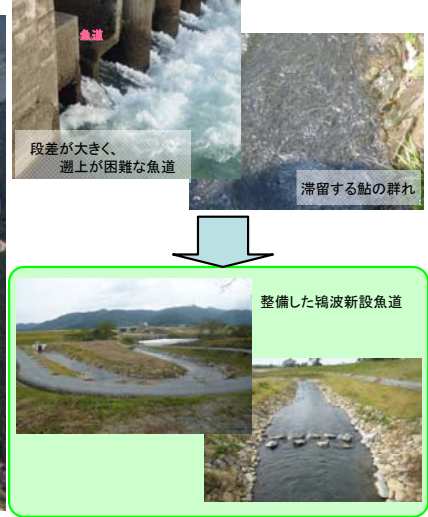 魚道
段差が大きく、
遡上が困難な魚道
滞留する鮎の群れ
整備した鴇波新設魚道